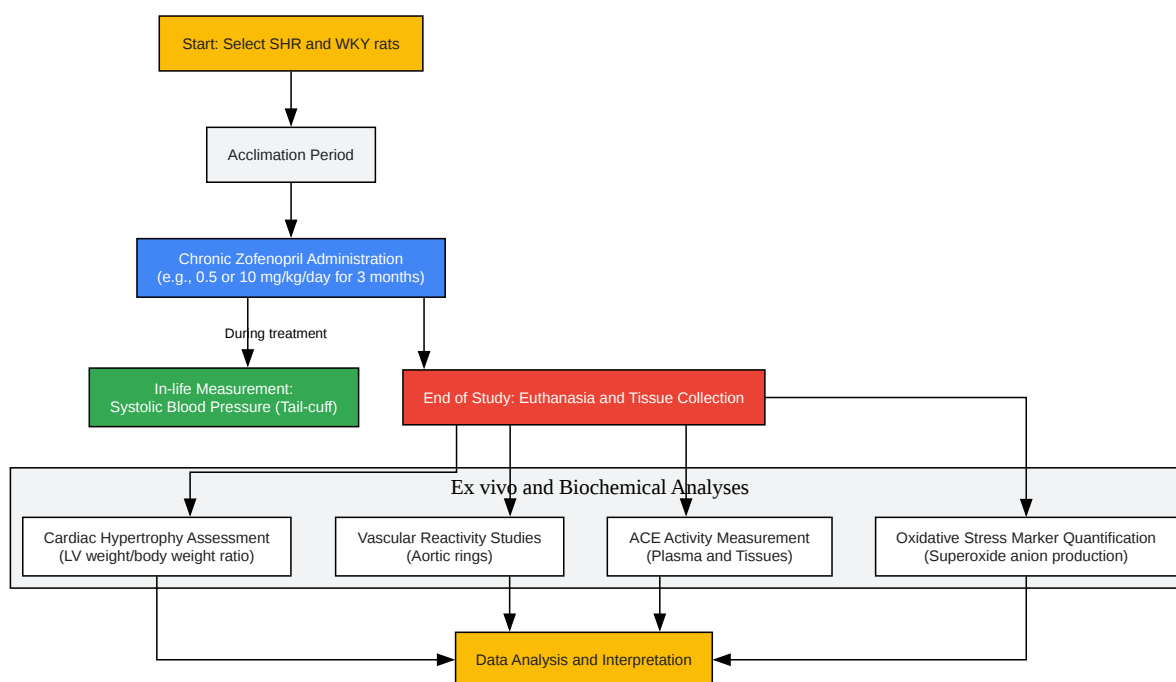 Start: Select SHR and WKY rats
Acclimation Period
Chronic Zofenopril Administration
(e.g., 0.5 or 10 mg/kg/day for 3 months)
During treatment
In-life Measurement:
Systolic Blood Pressure (Tail-cuff)
End of Study: Euthanasia and Tissue Collection
Ex vivo and Biochemical Analyses
Cardiac Hypertrophy Assessment
(LV weight/body weight ratio)
Vascular Reactivity Studies
(Aortic rings)
ACE Activity Measurement
(Plasma and Tissues)
Oxidative Stress Marker Quantification
(Superoxide anion production)
Data Analysis and Interpretation